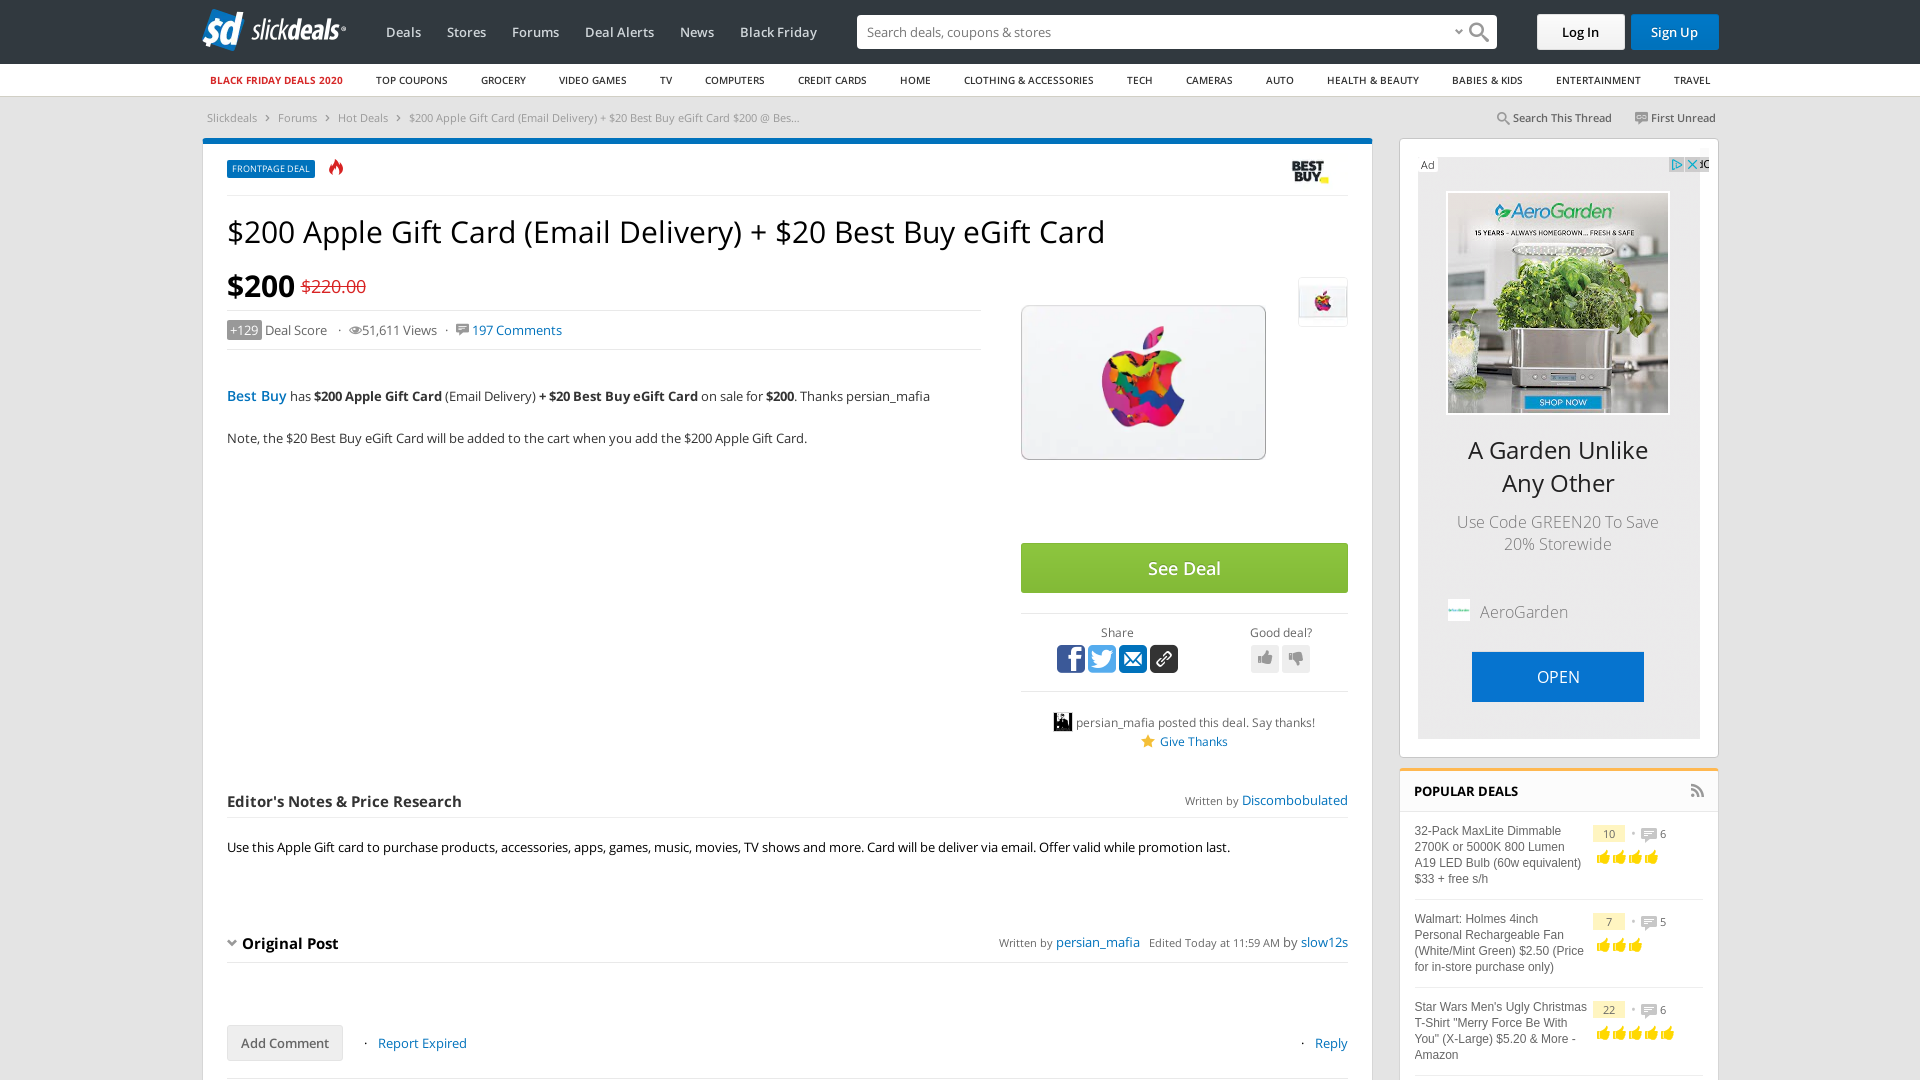 slickdeals
Deals
Stores
Forums
Deal Alerts
News
Black Friday
Search deals, coupons & stores
Log In
Sign Up
BLACK FRIDAY DEALS 2020
TOP COUPONS
GROCERY
VIDEO GAMES
TV
COMPUTERS
CREDIT CARDS
HOME
CLOTHING & ACCESSORIES
TECH
CAMERAS
AUTO
HEALTH & BEAUTY
BABIES & KIDS
ENTERTAINMENT
TRAVEL
Slickdeals › Forums › Hot Deals › $200 Apple Gift Card (Email Delivery) + $20 Best Buy eGift Card $200 @ Bes...
Search This Thread
First Unread
FRONTPAGE DEAL
BEST BUY
$200 Apple Gift Card (Email Delivery) + $20 Best Buy eGift Card
$200 $220.00
+129 Deal Score · 51,611 Views · 197 Comments
Best Buy has $200 Apple Gift Card (Email Delivery) + $20 Best Buy eGift Card on sale for $200. Thanks persian_mafia
Note, the $20 Best Buy eGift Card will be added to the cart when you add the $200 Apple Gift Card.
See Deal
Share
Good deal?
persian_mafia posted this deal. Say thanks!
Give Thanks
Editor's Notes & Price Research
Written by Discombobulated
Use this Apple Gift card to purchase products, accessories, apps, games, music, movies, TV shows and more. Card will be deliver via email. Offer valid while promotion last.
Original Post
Written by persian_mafia Edited Today at 11:59 AM by slow12s
Add Comment
· Report Expired
· Reply
Ad
AeroGarden
15 YEARS - ALWAYS HOMEGROWN... FRESH & SAFE
SHOP NOW
A Garden Unlike
Any Other
Use Code GREEN20 To Save
20% Storewide
AeroGarden
OPEN
POPULAR DEALS
32-Pack MaxLite Dimmable
2700K or 5000K 800 Lumen
A19 LED Bulb (60w equivalent)
$33 + free s/h
10 • 6
Walmart: Holmes 4inch
Personal Rechargeable Fan
(White/Mint Green) $2.50 (Price
for in-store purchase only)
7 • 5
Star Wars Men's Ugly Christmas
T-Shirt "Merry Force Be With
You" (X-Large) $5.20 & More -
Amazon
22 • 6